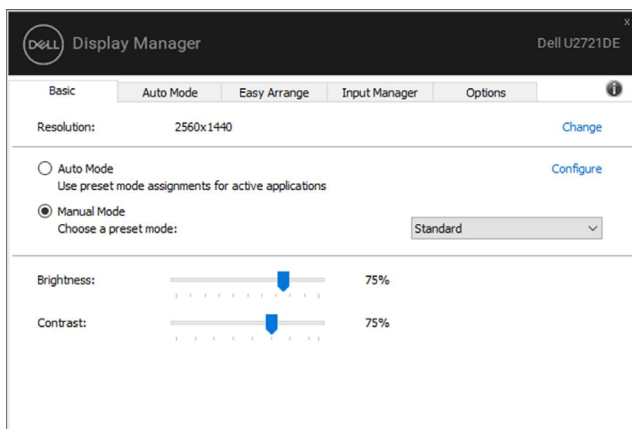 x
DELL Display Manager Dell U2721DE
Basic Auto Mode Easy Arrange Input Manager Options
Resolution: 2560x1440 Change
Auto Mode Configure
Use preset mode assignments for active applications
Manual Mode
Choose a preset mode: Standard
Brightness: 75%
Contrast: 75%